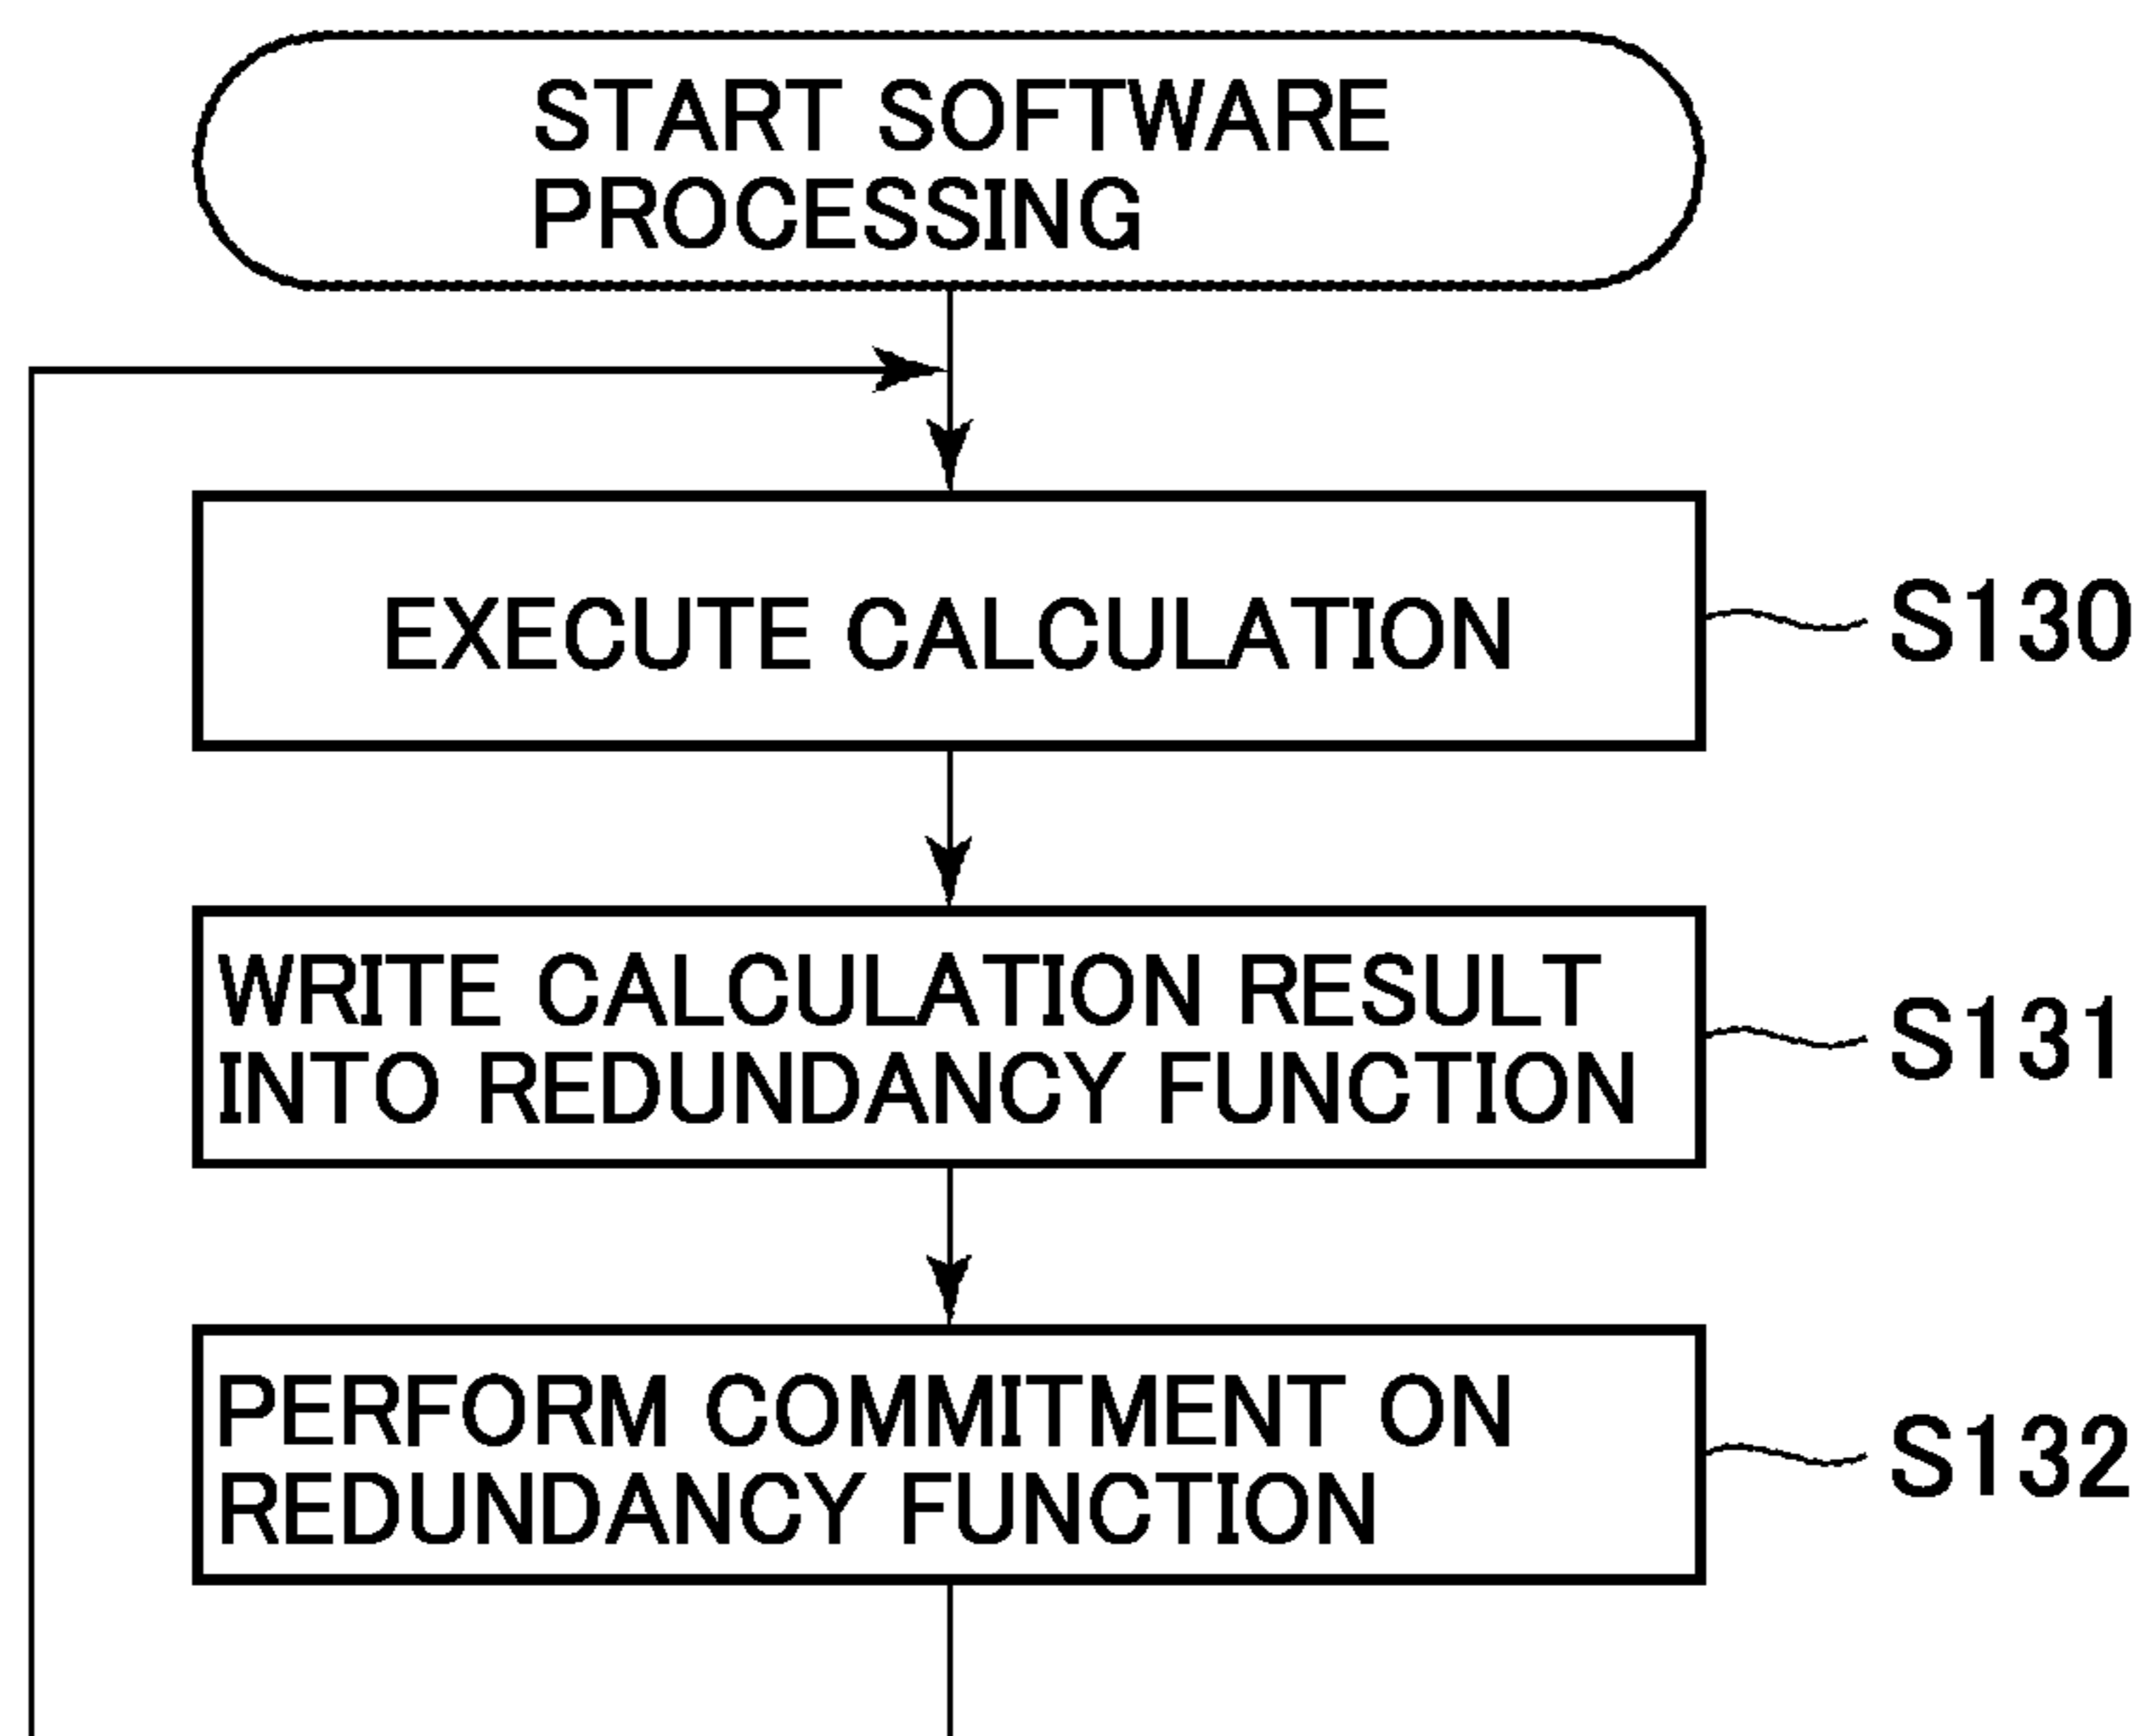 START SOFTWARE
PROCESSING
EXECUTE CALCULATION
S130
WRITE CALCULATION RESULT
INTO REDUNDANCY FUNCTION
S131
PERFORM COMMITMENT ON
REDUNDANCY FUNCTION
S132